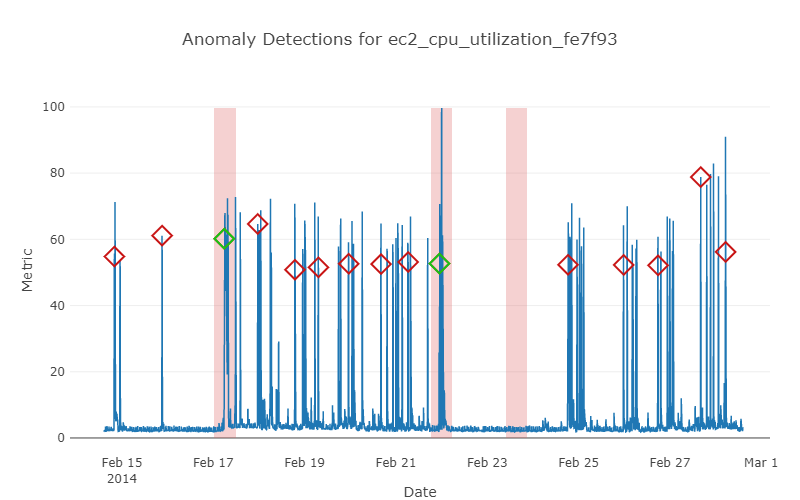 Anomaly Detections for ec2_cpu_utilization_fe7f93
100
80
60
40
20
0
Metric
Feb 15 Feb 17 Feb 19 Feb 21 Feb 23 Feb 25 Feb 27 Mar 1
2014
Date